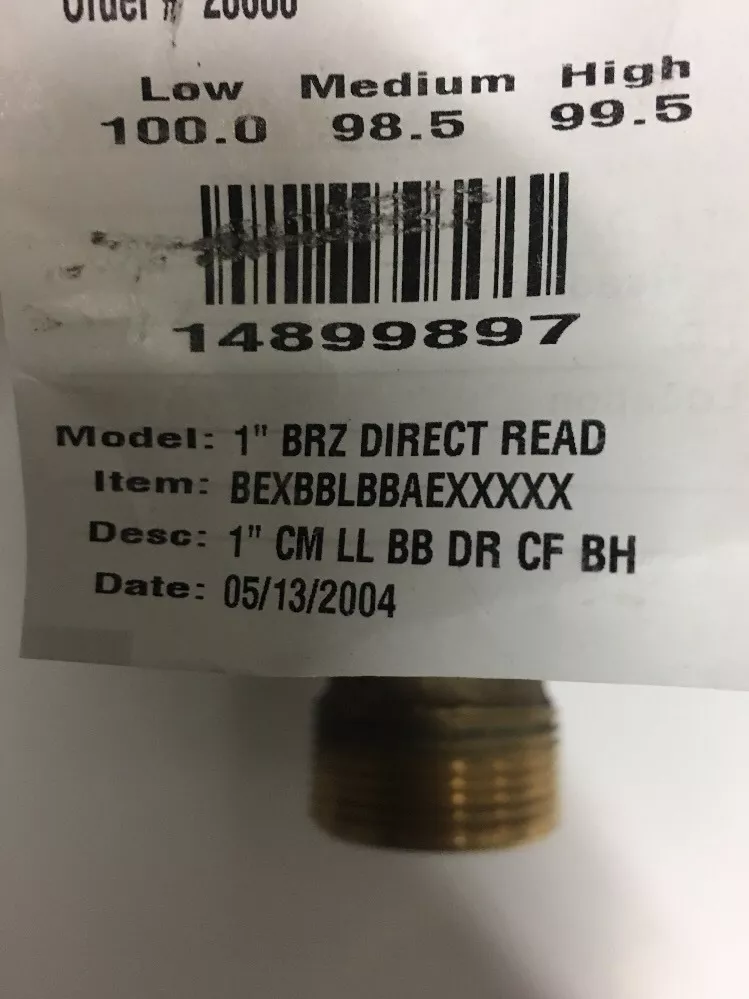 Low Medium High
100.0 98.5 99.5
14899897
Model: 1" BRZ DIRECT READ
Item: BEXBBLBBAEXXXXX
Desc: 1" CM LL BB DR CF BH
Date: 05/13/2004